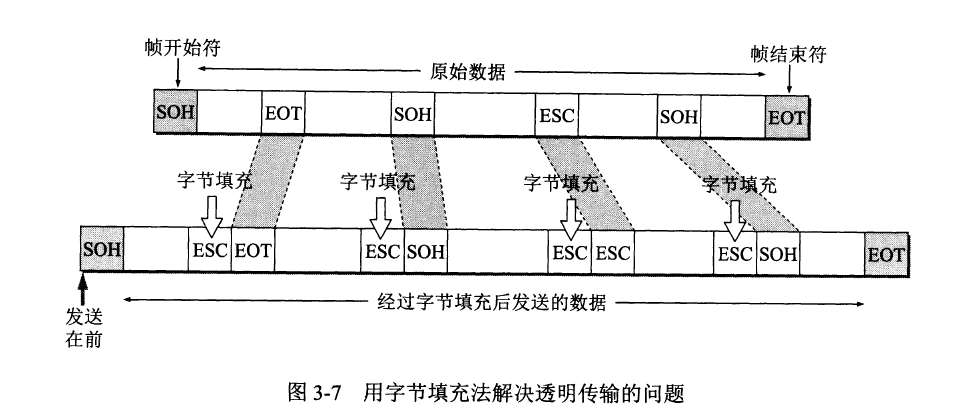 帧开始符
原始数据
帧结束符
SOH EOT SOH ESC SOH EOT
字节填充 字节填充 字节填充 字节填充
SOH ESC EOT ESC SOH ESC ESC ESC SOH EOT
经过字节填充后发送的数据
发送
在前
图 3-7 用字节填充法解决透明传输的问题